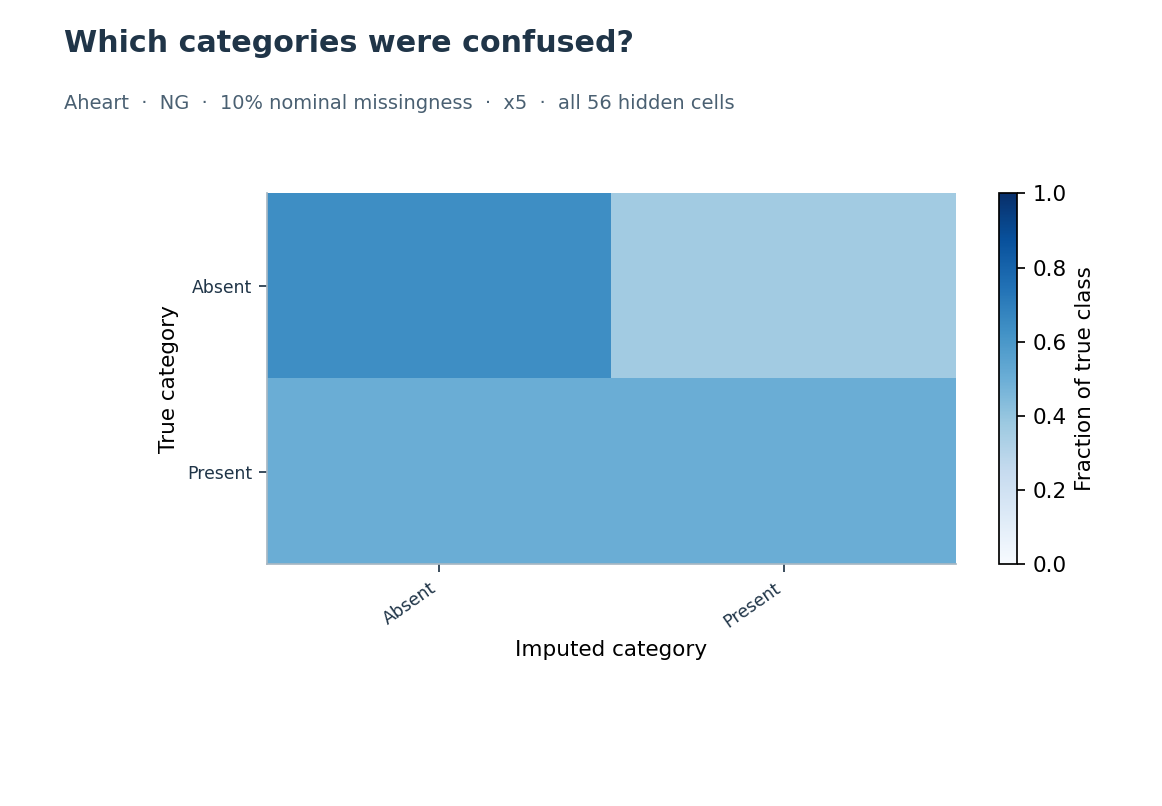 Which categories were confused?
Aheart · NG · 10% nominal missingness · x5 · all 56 hidden cells
True category
Absent
Present
Absent
Present
Imputed category
1.0
0.8
0.6
0.4
0.2
0.0
Fraction of true class